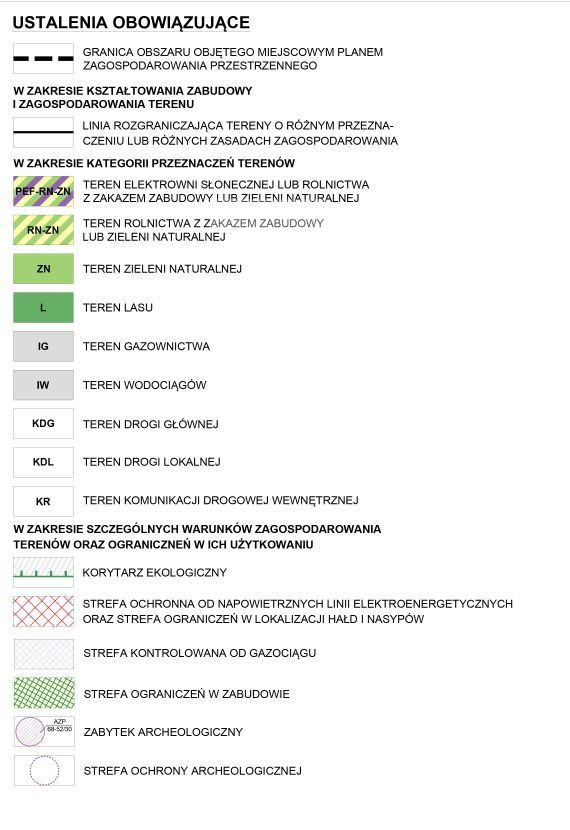 USTALENIA OBOWIĄZUJĄCE
GRANICA OBSZARU OBJĘTEGO MIEJSCOWYM PLANEM
ZAGOSPODAROWANIA PRZESTRZENNEGO
W ZAKRESIE KSZTAŁTOWANIA ZABUDOWY
I ZAGOSPODAROWANIA TERENU
LINIA ROZGRANICZAJĄCA TERENY O RÓŻNYM PRZEZNA-
CZENIU LUB RÓŻNYCH ZASADACH ZAGOSPODAROWANIA
W ZAKRESIE KATEGORII PRZEZNACZEŃ TERENÓW
PEF-RN-ZN
TEREN ELEKTROWNI SŁONECZNEJ LUB ROLNICTWA
Z ZAKAZEM ZABUDOWY LUB ZIELENI NATURALNEJ
RN-ZN
TEREN ROLNICTWA Z ZAKAZEM ZABUDOWY
LUB ZIELENI NATURALNEJ
ZN TEREN ZIELENI NATURALNEJ
L TEREN LASU
IG TEREN GAZOWNICTWA
IW TEREN WODOCIĄGÓW
KDG TEREN DROGI GŁÓWNEJ
KDL TEREN DROGI LOKALNEJ
KR TEREN KOMUNIKACJI DROGOWEJ WEWNĘTRZNEJ
W ZAKRESIE SZCZEGÓLNYCH WARUNKÓW ZAGOSPODAROWANIA
TERENÓW ORAZ OGRANICZNEŃ W ICH UŻYTKOWANIU
KORYTARZ EKOLOGICZNY
STREFA OCHRONNA OD NAPOWIETRZNYCH LINII ELEKTROENERGETYCZNYCH
ORAZ STREFA OGRANICZEŃ W LOKALIZACJI HAŁD I NASYPÓW
STREFA KONTROLOWANA OD GAZOCIĄGU
STREFA OGRANICZEŃ W ZABUDOWIE
AZP
68-52/30
ZABYTEK ARCHEOLOGICZNY
STREFA OCHRONY ARCHEOLOGICZNEJ